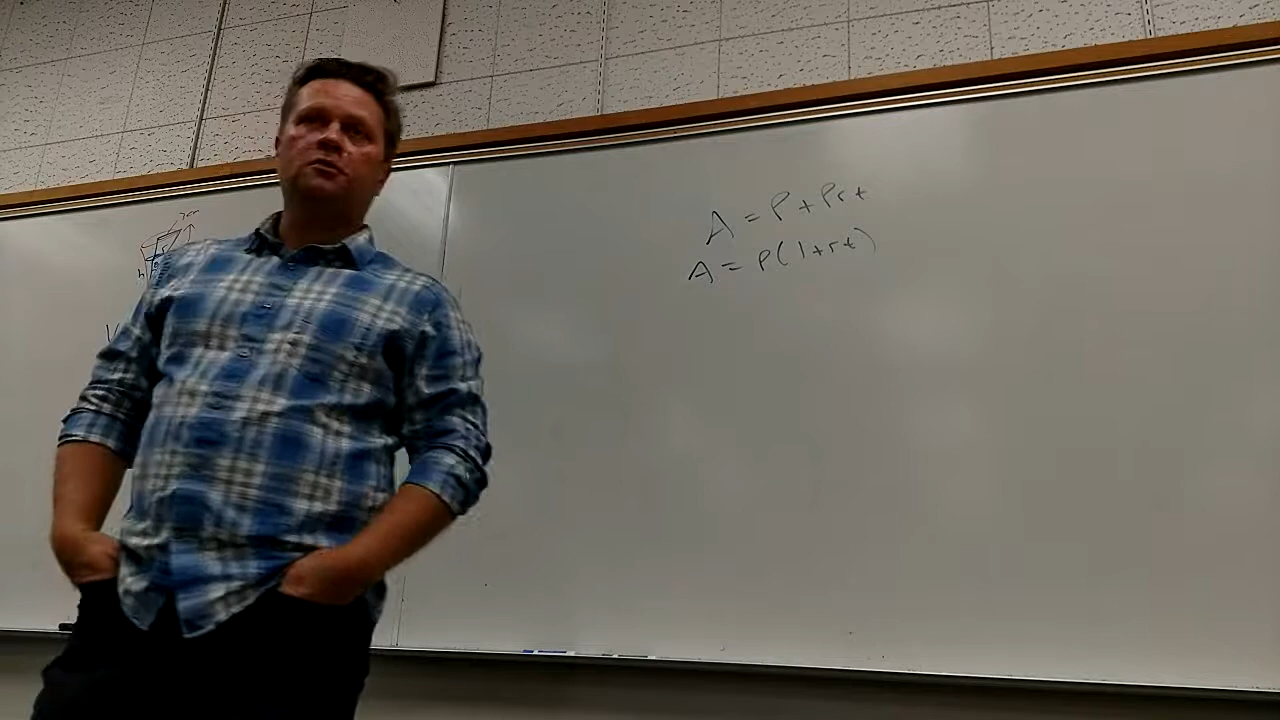 A = P + Prt
A = P(1+rt)